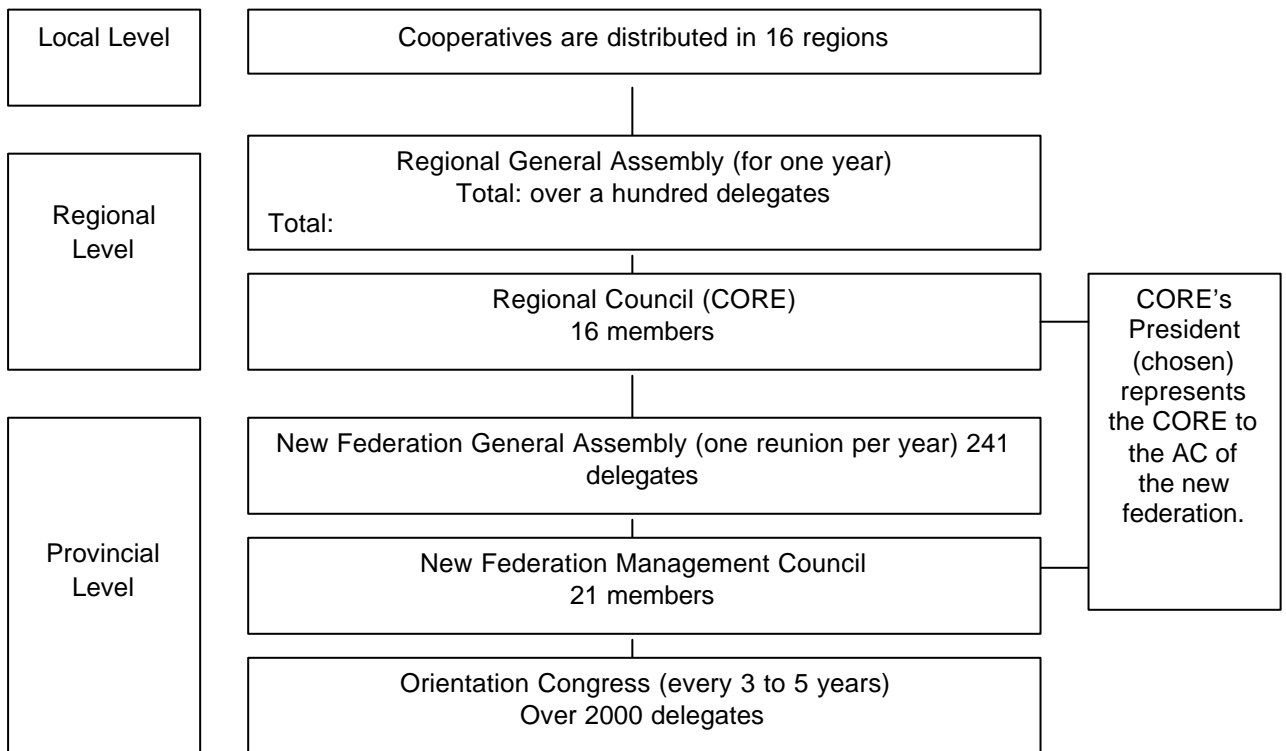 Local Level
Cooperatives are distributed in 16 regions
Regional General Assembly (for one year)
Total: over a hundred delegates
Total:
Regional
Level
Regional Council (CORE)
16 members
CORE’s
President
(chosen)
represents
the CORE to
the AC of
the new
federation.
New Federation General Assembly (one reunion per year) 241
delegates
Provincial
Level
New Federation Management Council
21 members
Orientation Congress (every 3 to 5 years)
Over 2000 delegates